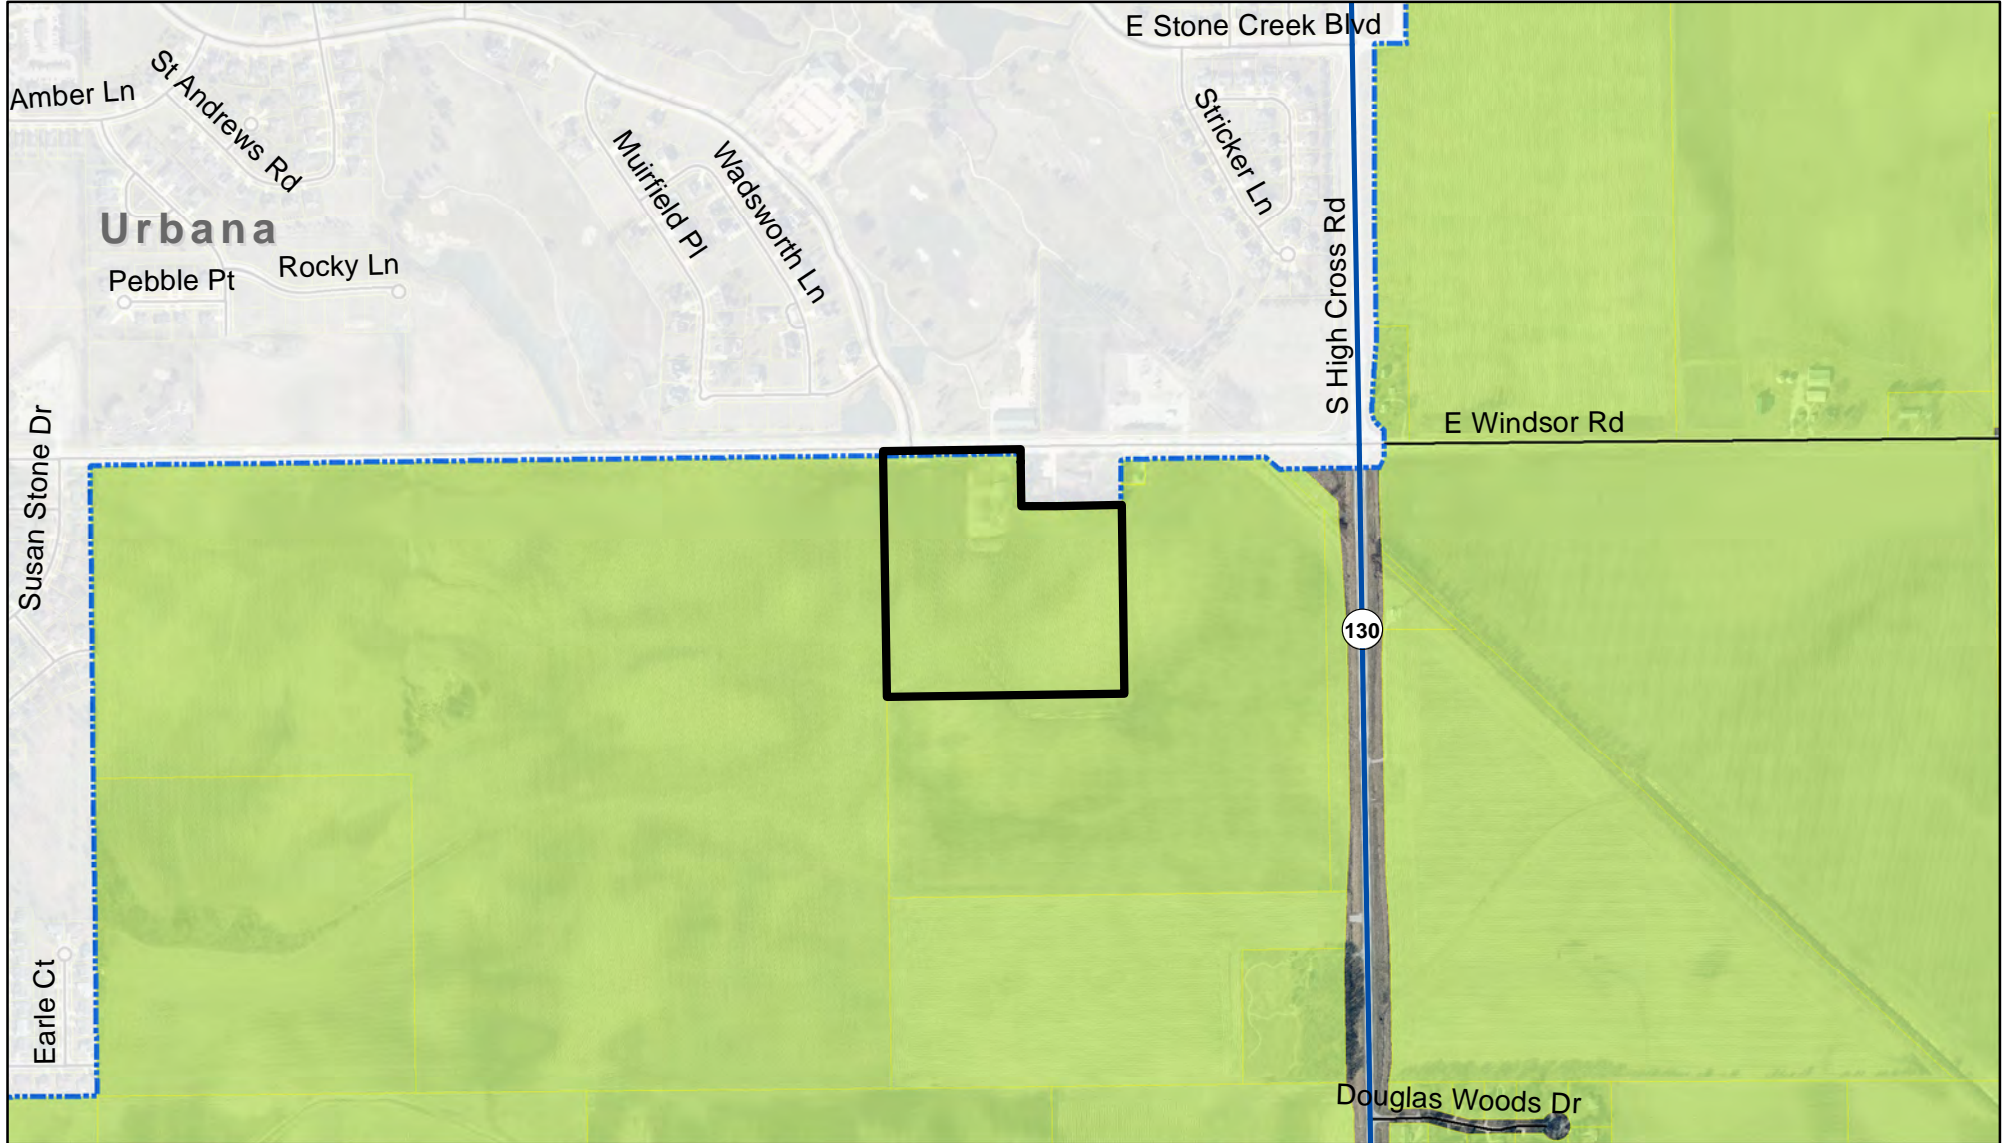 E Stone Creek Blvd
Amber Ln
St Andrews Rd
Stricker Ln
Muirfield Pl
Wadsworth Ln
Urbana
Pebble Pt
Rocky Ln
S High Cross Rd
E Windsor Rd
Susan Stone Dr
130
Earle Ct
Douglas Woods Dr